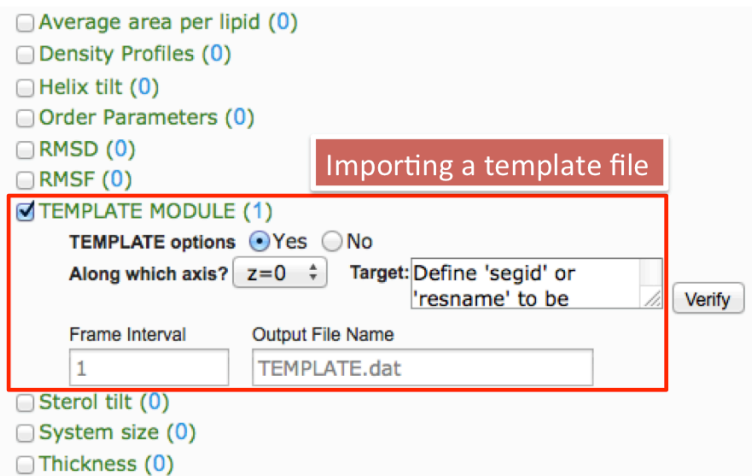 Average area per lipid (0)
Density Profiles (0)
Helix tilt (0)
Order Parameters (0)
RMSD (0)
Importing a template file
RMSF (0)
TEMPLATE MODULE (1)
TEMPLATE options Yes No
Along which axis? z=0 Target: Define 'segid' or
'resname' to be
Verify
Frame Interval Output File Name
1 TEMPLATE.dat
Sterol tilt (0)
System size (0)
Thickness (0)